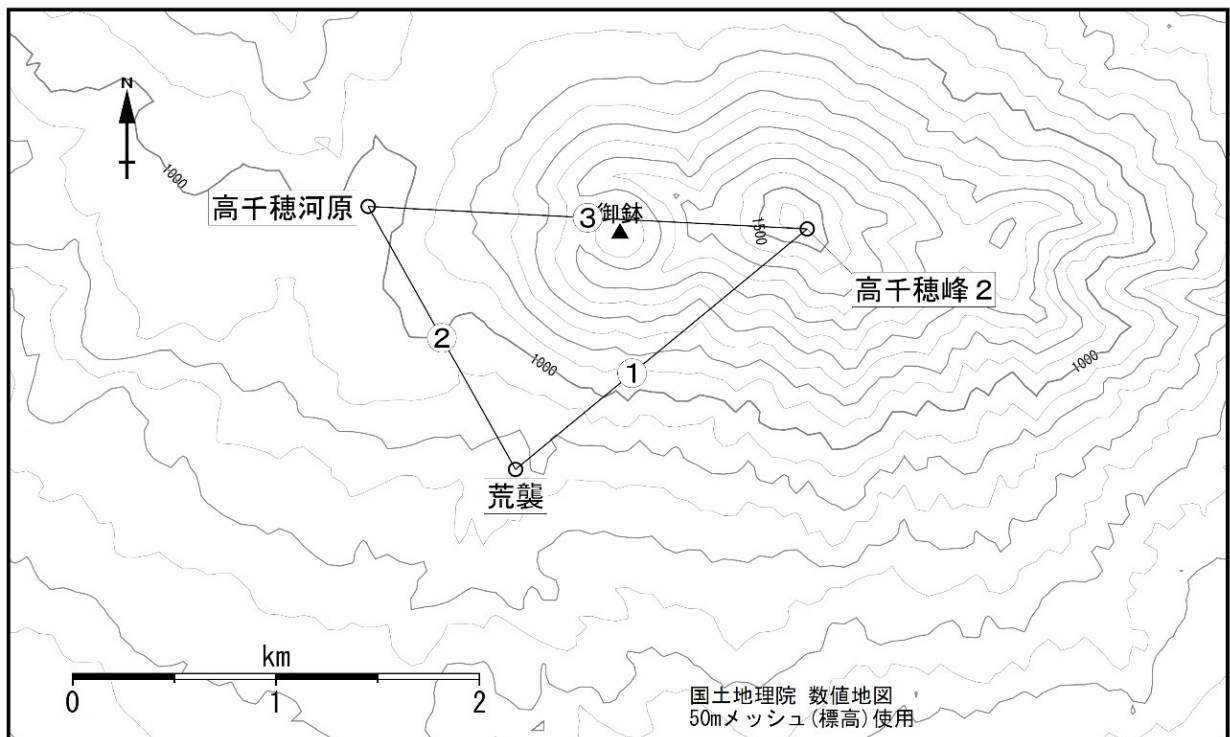 N
1000
高千穂河原
③
御鉢
1500
高千穂峰2
②
1000
①
1000
荒襲
km
0 1 2
国土地理院 数値地図
50mメッシュ(標高)使用